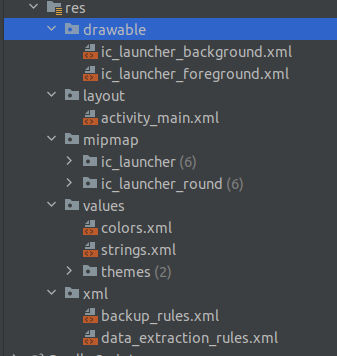 res
drawable
ic_launcher_background.xml
ic_launcher_foreground.xml
layout
activity_main.xml
mipmap
ic_launcher (6)
ic_launcher_round (6)
values
colors.xml
strings.xml
themes (2)
xml
backup_rules.xml
data_extraction_rules.xml